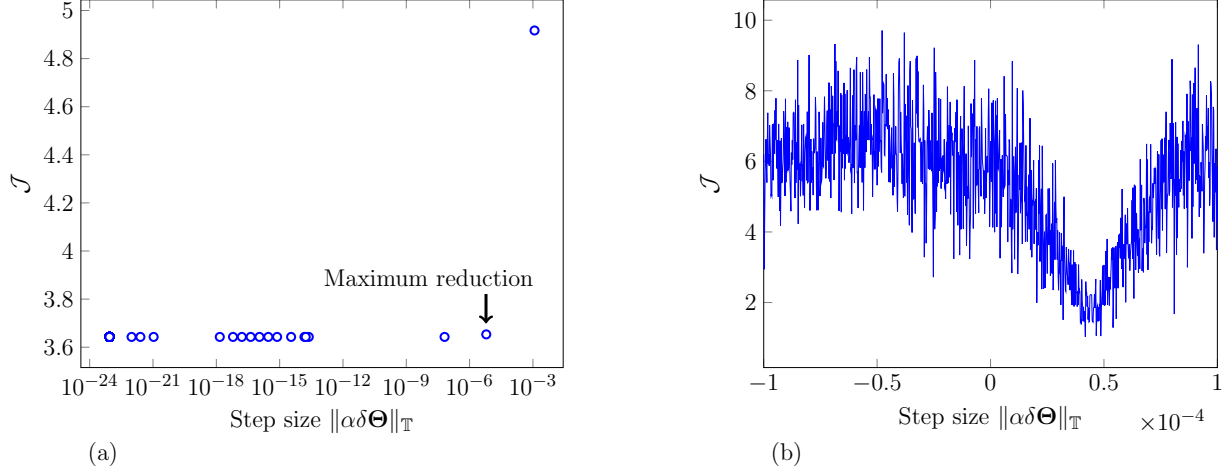 5
4.8
4.6
4.4
4.2
4
3.8
3.6
𝒥
Maximum reduction
10⁻²⁴ 10⁻²¹ 10⁻¹⁸ 10⁻¹⁵ 10⁻¹² 10⁻⁹ 10⁻⁶ 10⁻³
Step size ‖αδΘ‖𝕋
(a)
10
8
6
4
2
𝒥
−1 −0.5 0 0.5 1
Step size ‖αδΘ‖𝕋 ×10⁻⁴
(b)